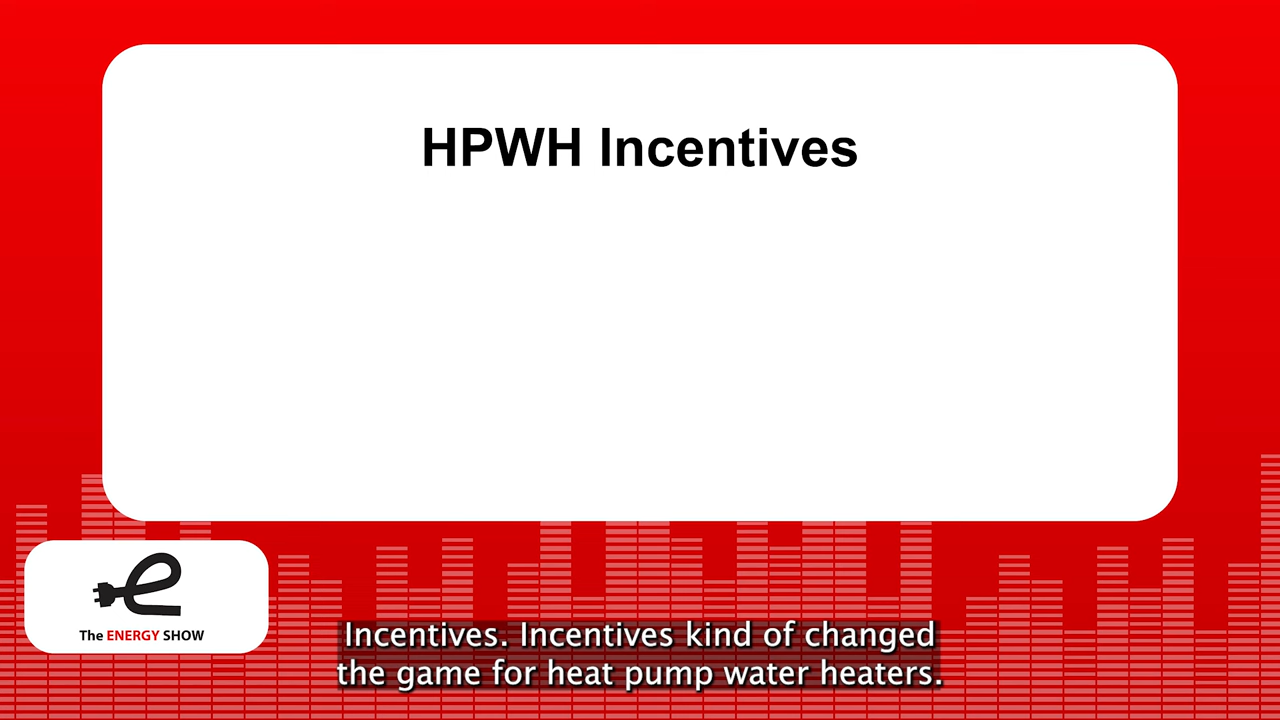 HPWH Incentives
The ENERGY SHOW
Incentives. Incentives kind of changed
the game for heat pump water heaters.